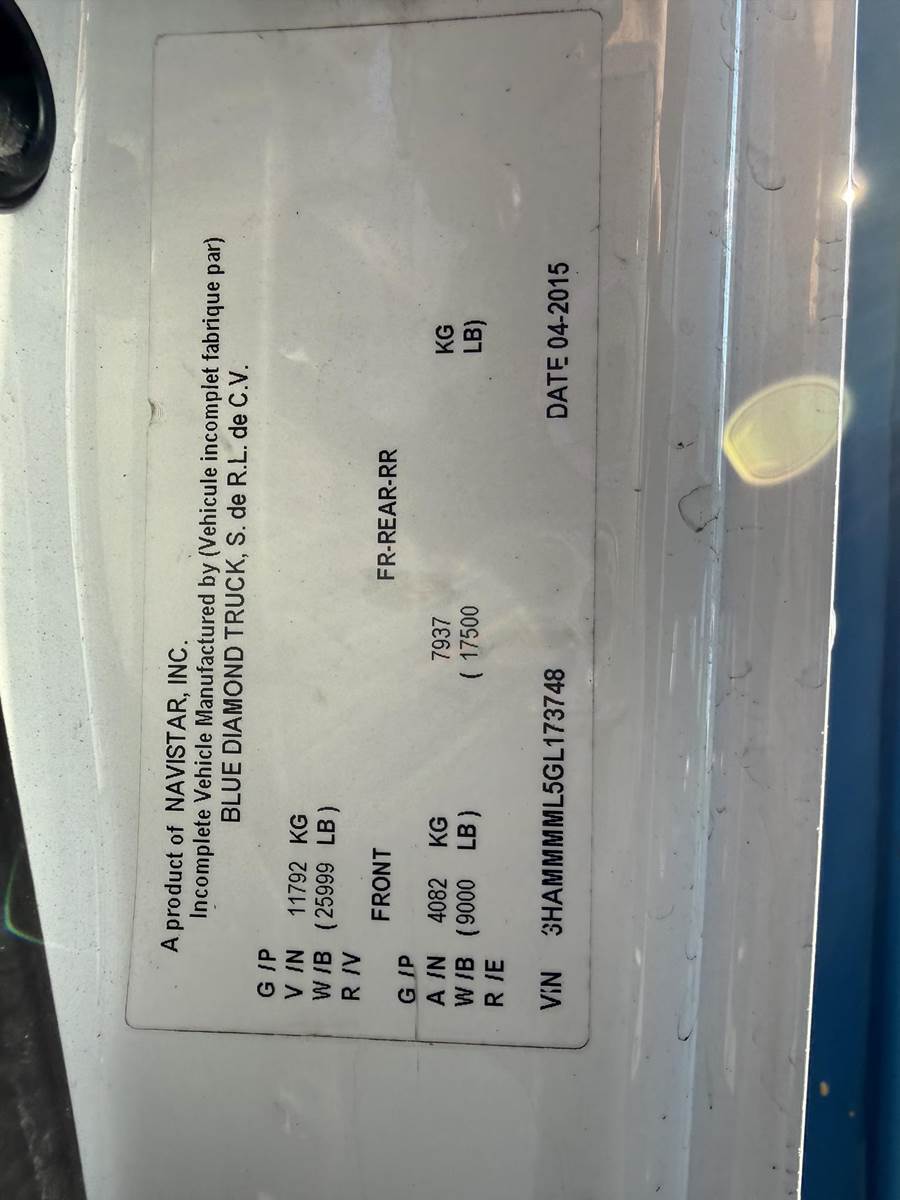 A product of NAVISTAR, INC.
Incomplete Vehicle Manufactured by (Vehicule incomplet fabrique par)
BLUE DIAMOND TRUCK, S. de R.L. de C.V.
G /P
V /N 11792 KG
W /B ( 25999 LB )
R /V
FRONT FR-REAR-RR
G /P
A /N 4082 KG 7937 KG
W /B ( 9000 LB ) ( 17500 LB)
R /E
VIN 3HAMMMML5GL173748 DATE 04-2015